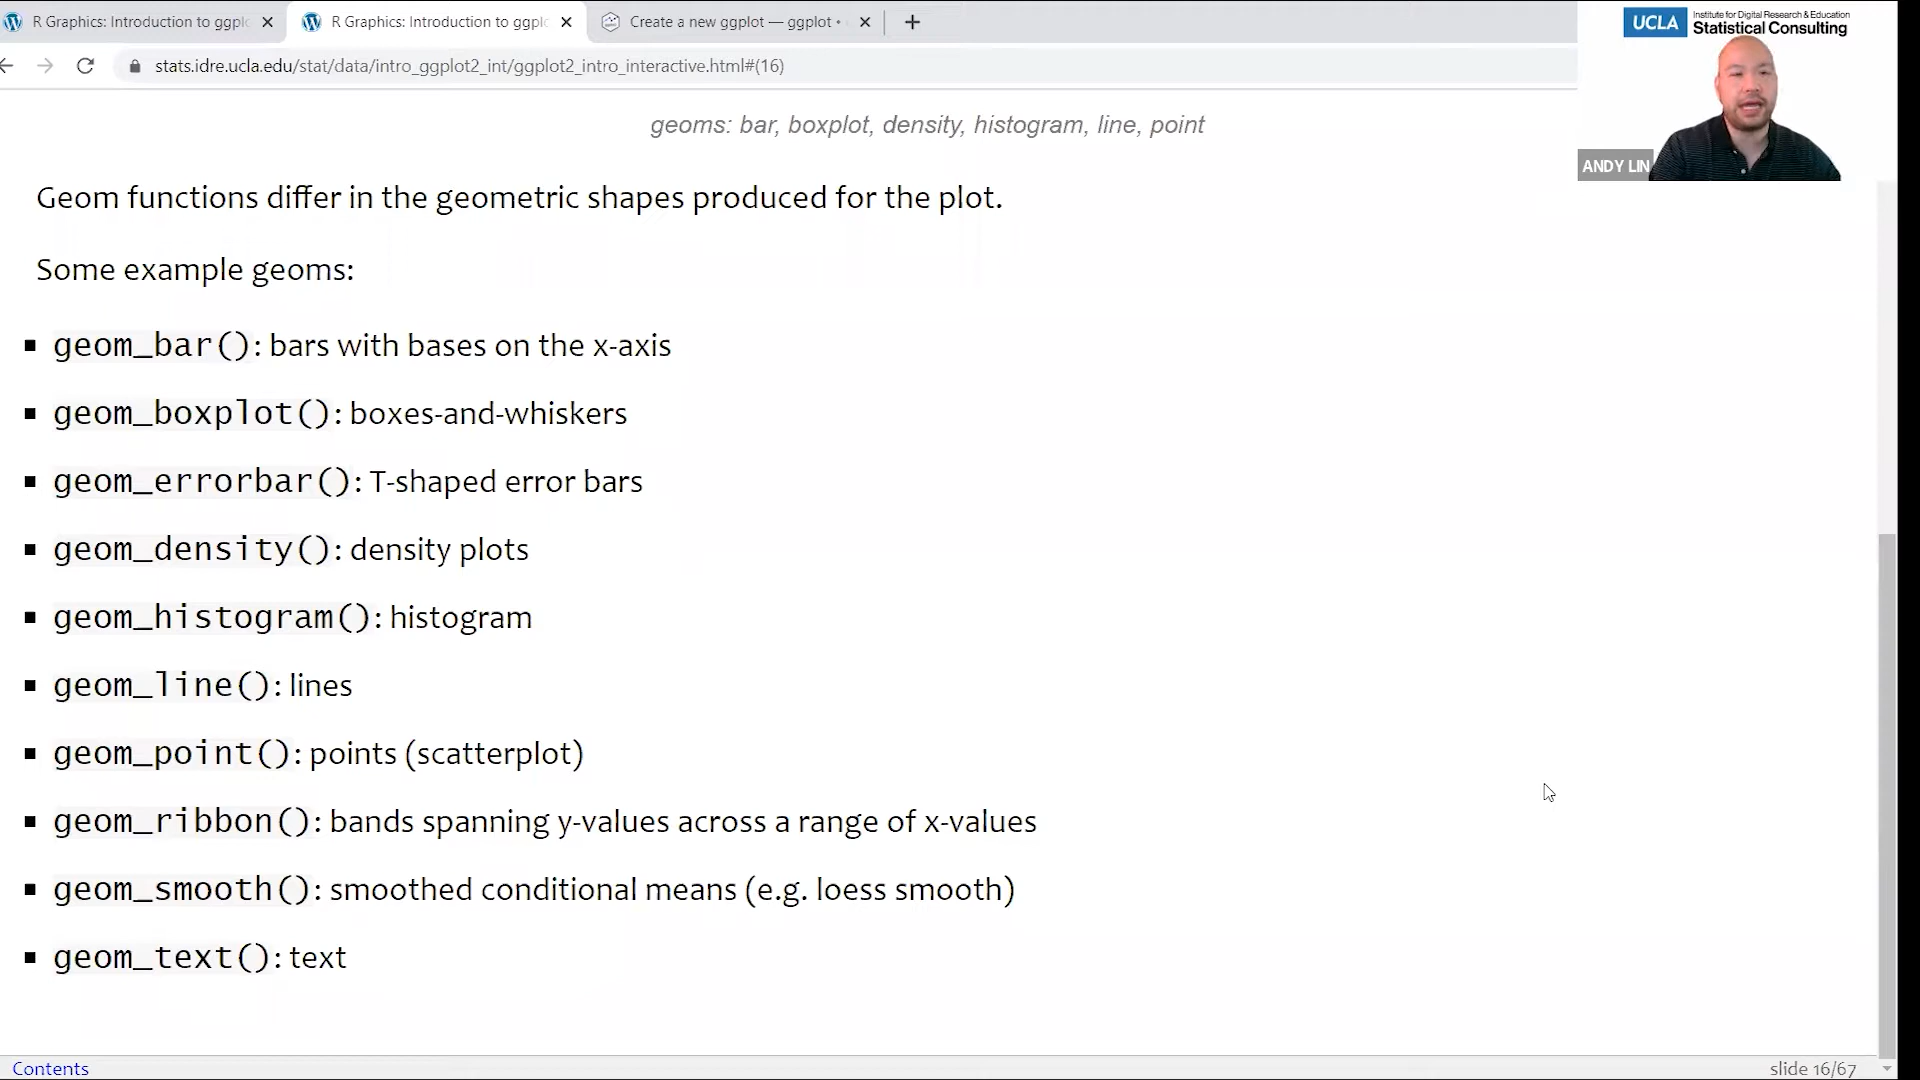 R Graphics: Introduction to ggpl
R Graphics: Introduction to ggpl
Create a new ggplot — ggplot •
stats.idre.ucla.edu/stat/data/intro_ggplot2_int/ggplot2_intro_interactive.html#(16)
UCLA
Institute for Digital Research & Education
Statistical Consulting
ANDY LIN
geoms: bar, boxplot, density, histogram, line, point
Geom functions differ in the geometric shapes produced for the plot.
Some example geoms:
geom_bar(): bars with bases on the x-axis
geom_boxplot(): boxes-and-whiskers
geom_errorbar(): T-shaped error bars
geom_density(): density plots
geom_histogram(): histogram
geom_line(): lines
geom_point(): points (scatterplot)
geom_ribbon(): bands spanning y-values across a range of x-values
geom_smooth(): smoothed conditional means (e.g. loess smooth)
geom_text(): text
Contents
slide 16/67